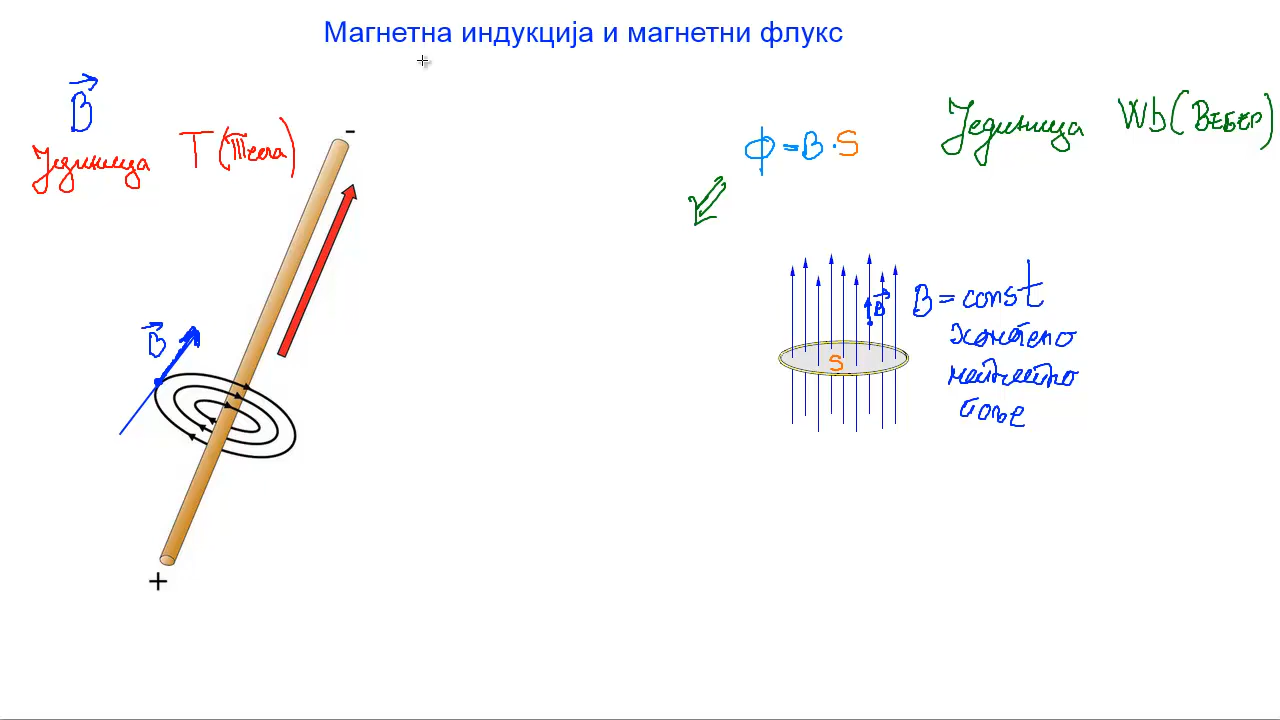 Магнетна индукција и магнетни флукс
B
Јединица T (Тесла)
-
B
+
Φ = B · S
Јединица Wb (Вебер)
B
S
B = const
хомогено
магнетно
поље